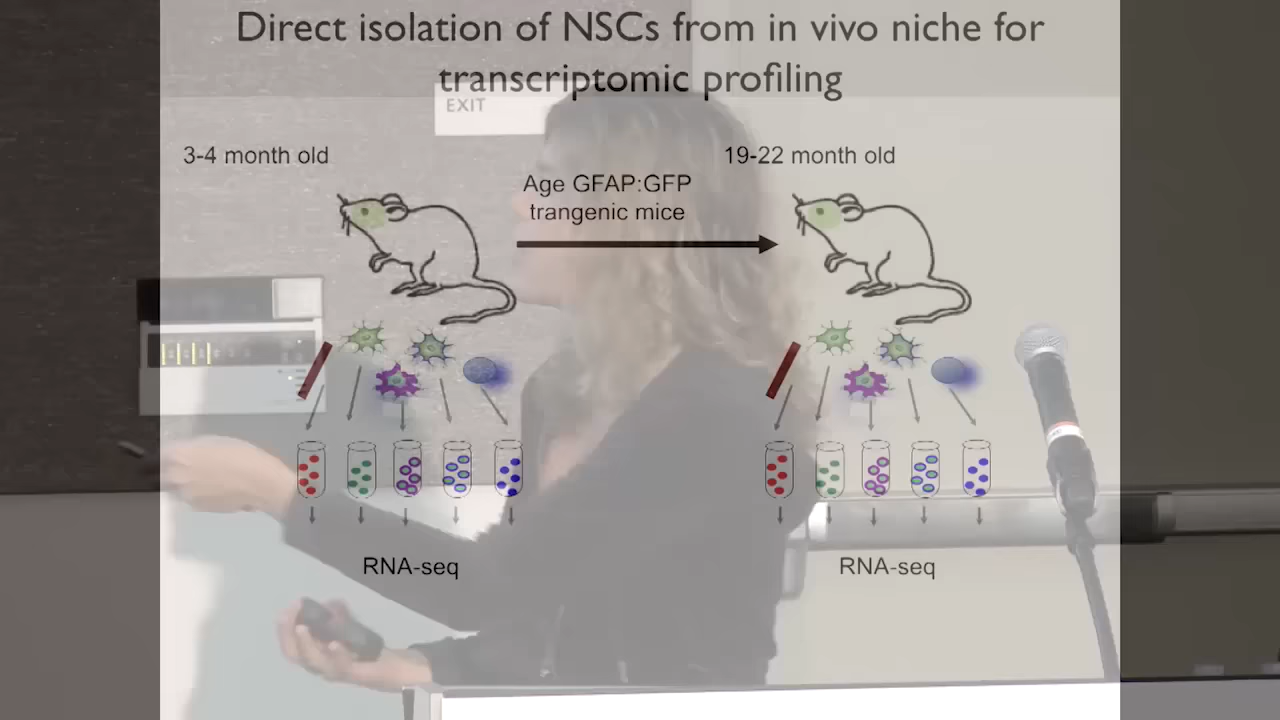 Direct isolation of NSCs from in vivo niche for
transcriptomic profiling
EXIT
3-4 month old
19-22 month old
Age GFAP:GFP
trangenic mice
RNA-seq
RNA-seq